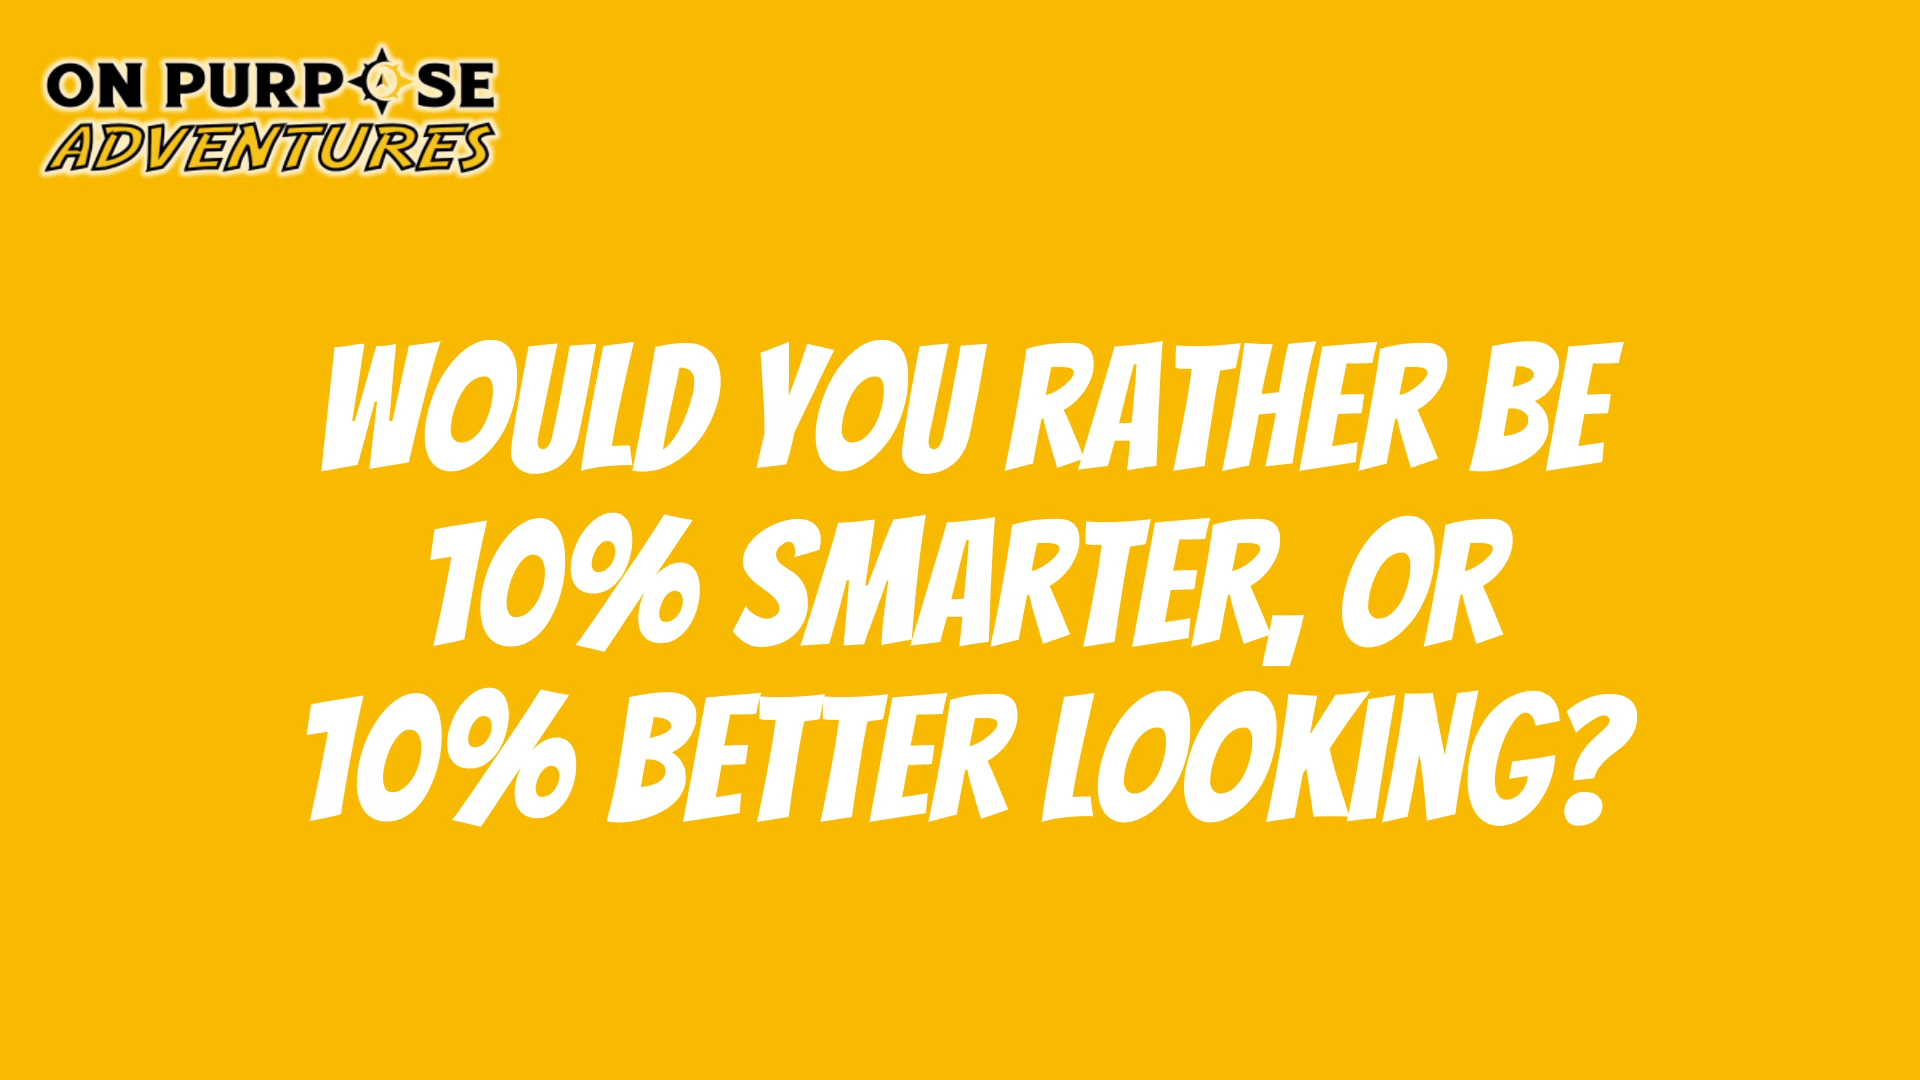 ON PURPOSE
ADVENTURES
WOULD YOU RATHER BE
10% SMARTER, OR
10% BETTER LOOKING?